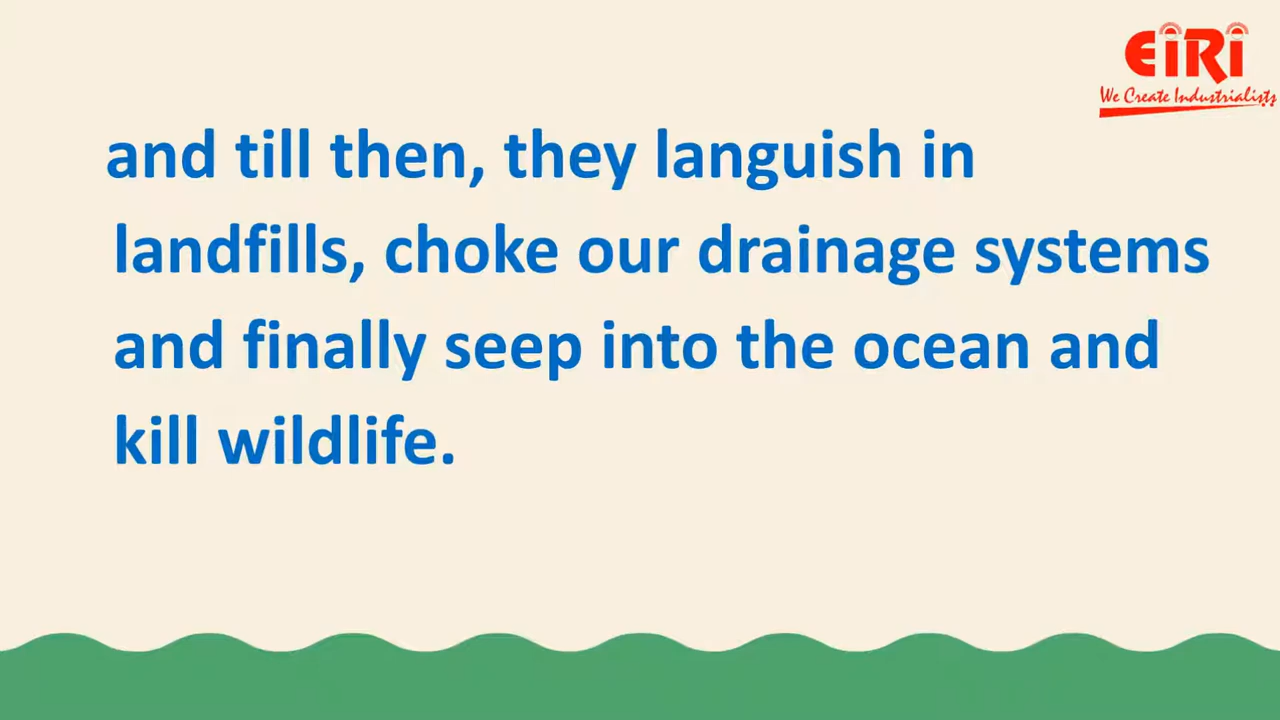 EiRi
We Create Industrialists
and till then, they languish in
landfills, choke our drainage systems
and finally seep into the ocean and
kill wildlife.